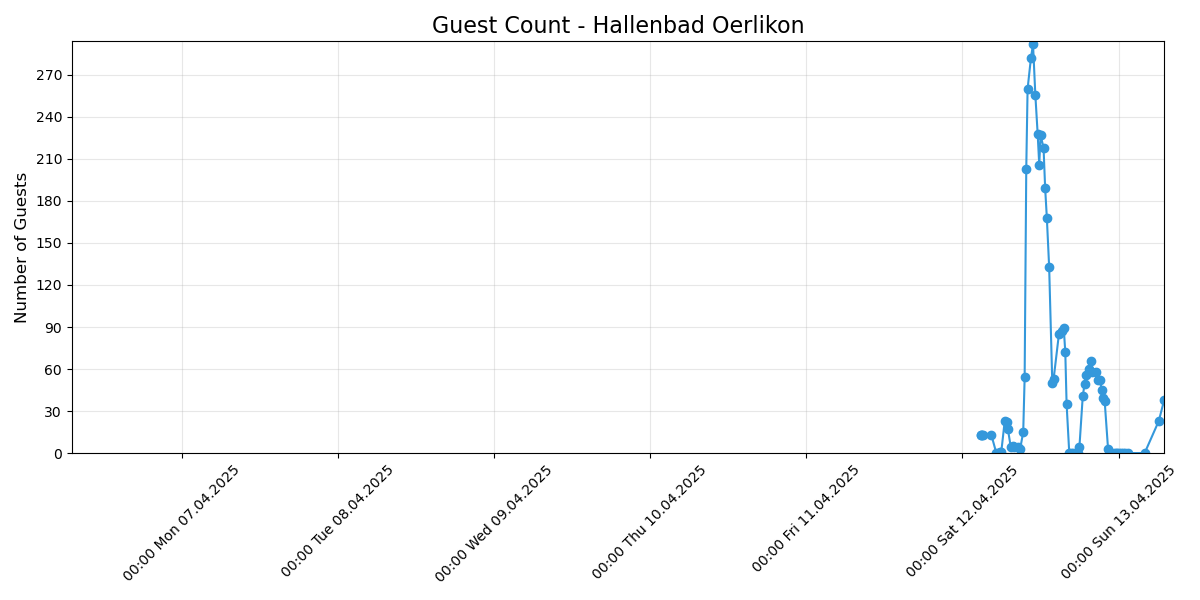 Guest Count - Hallenbad Oerlikon
Number of Guests
270
240
210
180
150
120
90
60
30
0
00:00 Mon 07.04.2025
00:00 Tue 08.04.2025
00:00 Wed 09.04.2025
00:00 Thu 10.04.2025
00:00 Fri 11.04.2025
00:00 Sat 12.04.2025
00:00 Sun 13.04.2025